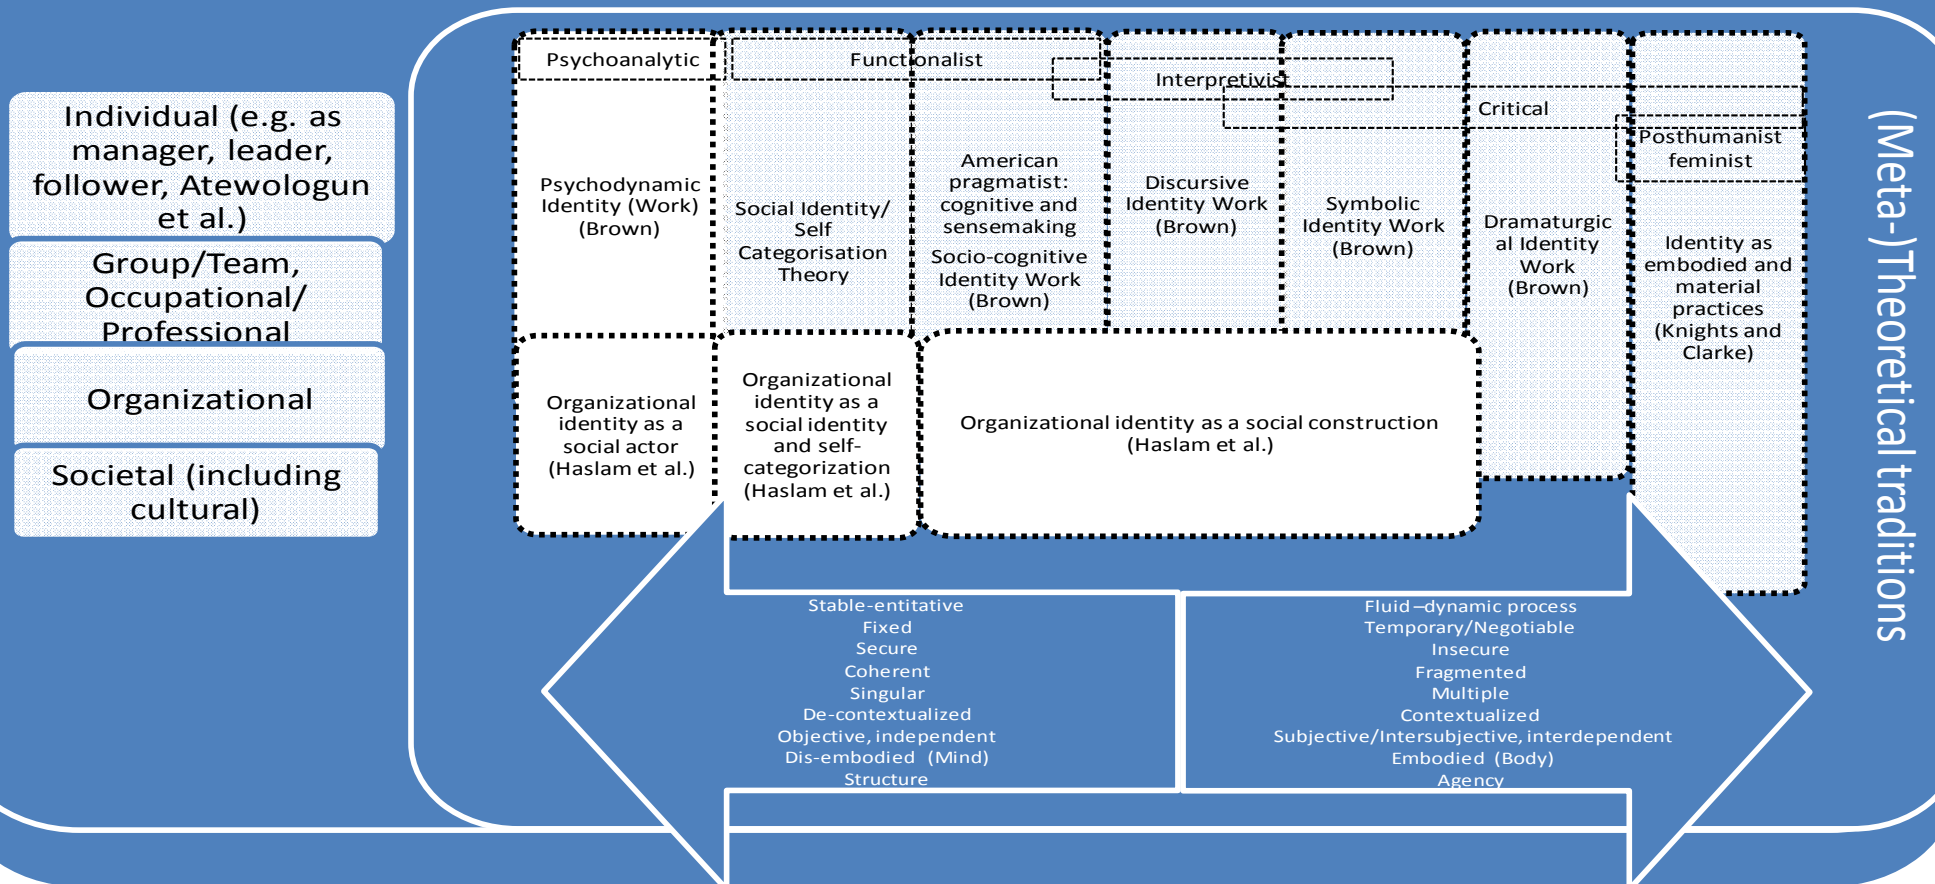 Individual (e.g. as
manager, leader,
follower, Atewologun
et al.)
Group/Team,
Occupational/
Professional
Organizational
Societal (including
cultural)
Psychoanalytic
Functionalist
Interpretivist
Critical
Posthumanist
feminist
Psychodynamic
Identity (Work)
(Brown)
Social Identity/
Self
Categorisation
Theory
American
pragmatist:
cognitive and
sensemaking
Socio-cognitive
Identity Work
(Brown)
Discursive
Identity Work
(Brown)
Symbolic
Identity Work
(Brown)
Dramaturgic
al Identity
Work
(Brown)
Identity as
embodied and
material
practices
(Knights and
Clarke)
Organizational
identity as a
social actor
(Haslam et al.)
Organizational
identity as a
social identity
and self-
categorization
(Haslam et al.)
Organizational identity as a social construction
(Haslam et al.)
Stable-entitative
Fixed
Secure
Coherent
Singular
De-contextualized
Objective, independent
Dis-embodied (Mind)
Structure
Fluid –dynamic process
Temporary/Negotiable
Insecure
Fragmented
Multiple
Contextualized
Subjective/Intersubjective, interdependent
Embodied (Body)
Agency
(Meta-)Theoretical traditions